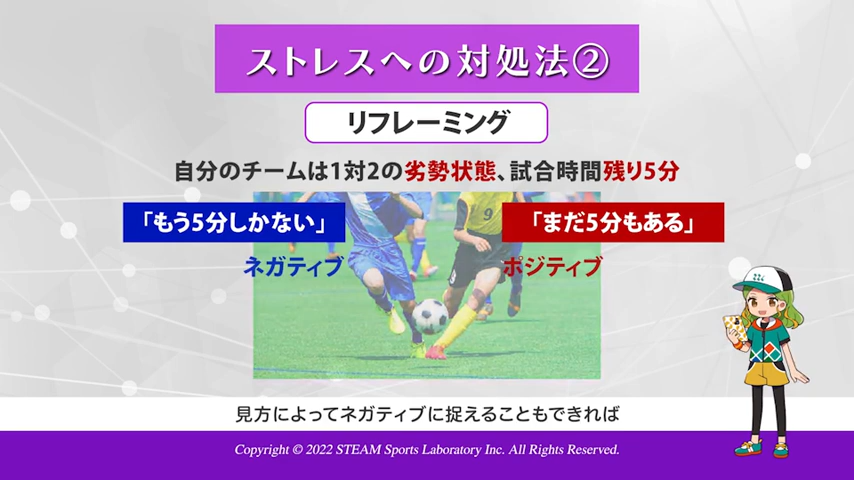 ストレスへの対処法②
リフレーミング
自分のチームは1対2の劣勢状態、試合時間残り5分
「もう5分しかない」
「まだ5分もある」
ネガティブ
ポジティブ
9
見方によってネガティブに捉えることもできれば
Copyright © 2022 STEAM Sports Laboratory Inc. All Rights Reserved.